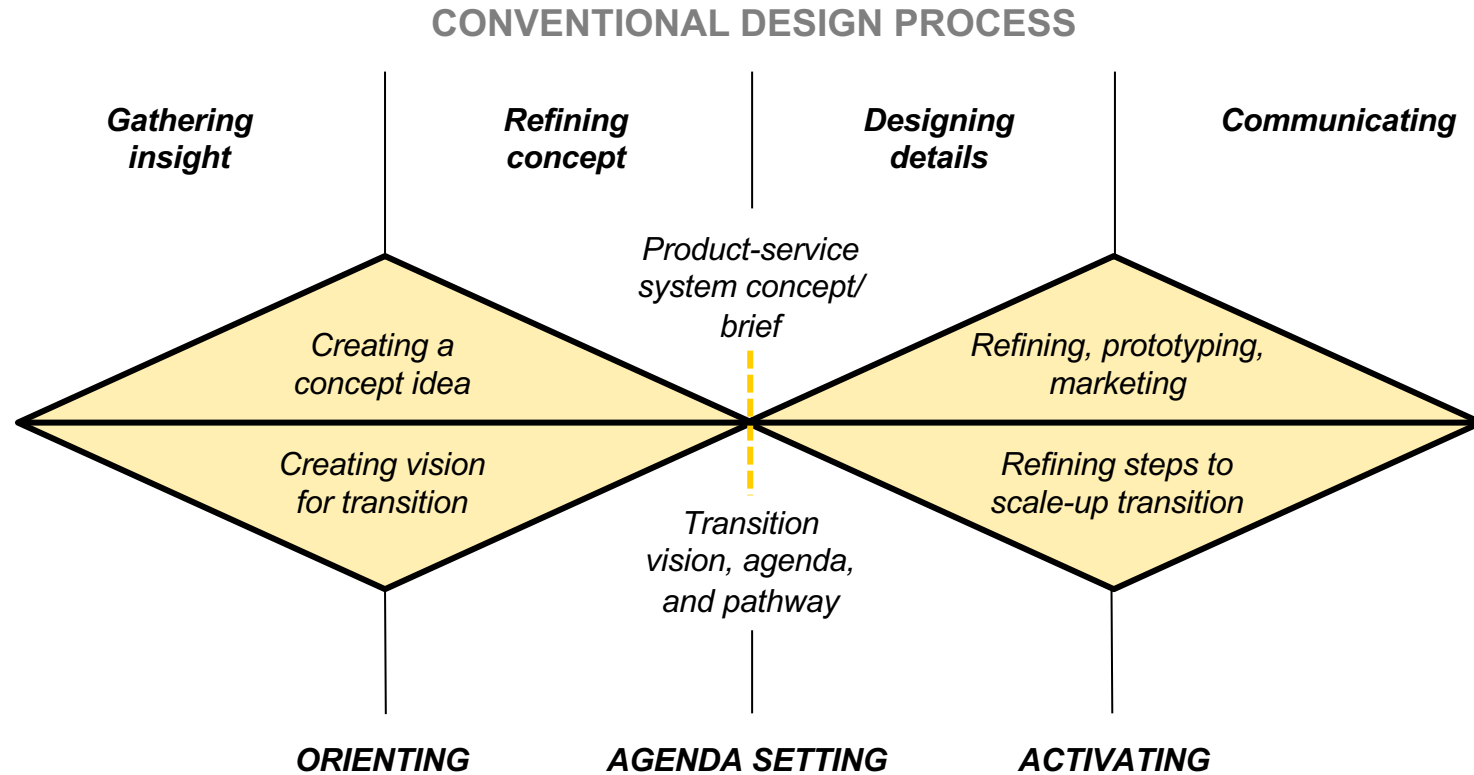 CONVENTIONAL DESIGN PROCESS
Gathering
insight
Refining
concept
Designing
details
Communicating
Product-service
system concept/
brief
Creating a
concept idea
Refining, prototyping,
marketing
Creating vision
for transition
Refining steps to
scale-up transition
Transition
vision, agenda,
and pathway
ORIENTING
AGENDA SETTING
ACTIVATING